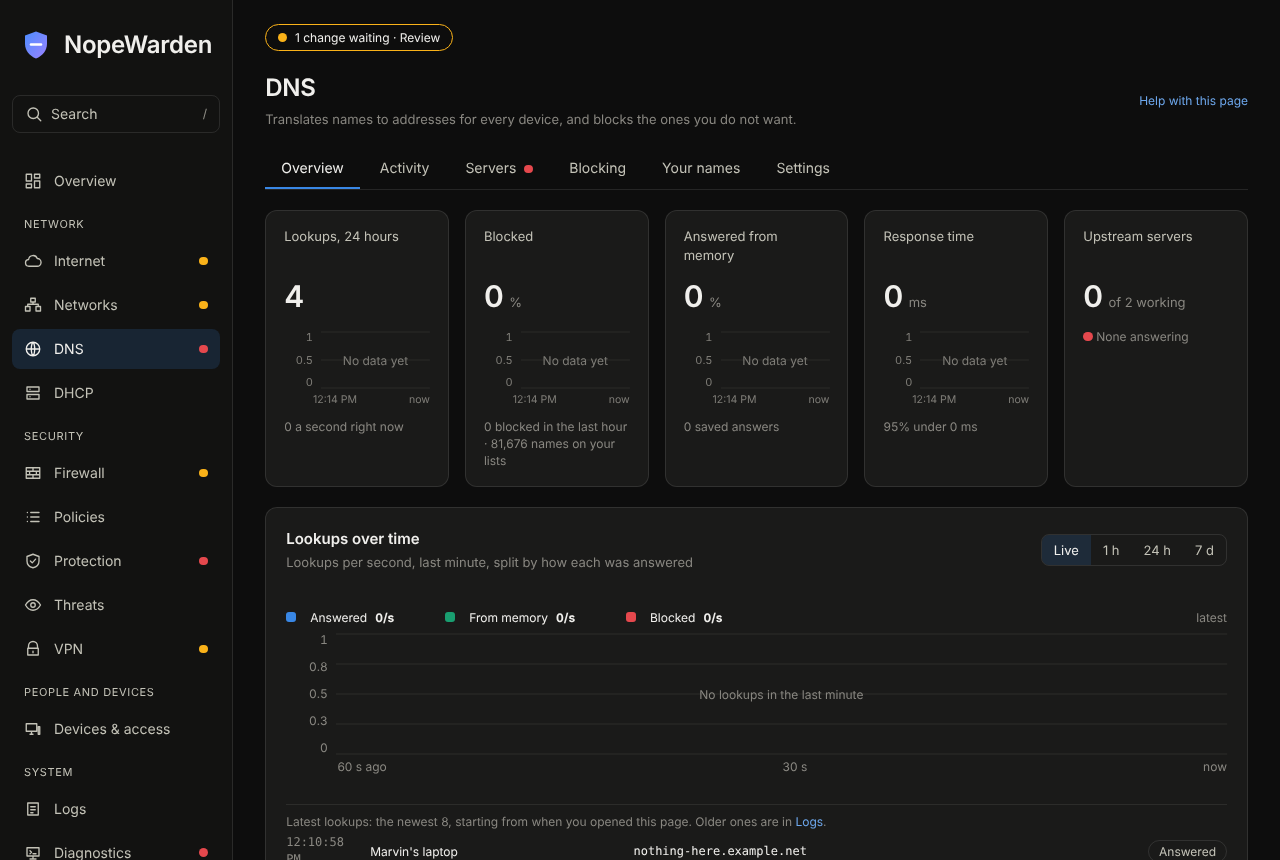 NopeWarden
Search /
Overview
NETWORK
Internet
Networks
DNS
DHCP
SECURITY
Firewall
Policies
Protection
Threats
VPN
PEOPLE AND DEVICES
Devices & access
SYSTEM
Logs
Diagnostics
1 change waiting · Review
DNS
Translates names to addresses for every device, and blocks the ones you do not want.
Help with this page
Overview Activity Servers Blocking Your names Settings
Lookups, 24 hours
4
1
0.5
No data yet
0
12:14 PM now
0 a second right now
Blocked
0 %
1
0.5
No data yet
0
12:14 PM now
0 blocked in the last hour
· 81,676 names on your
lists
Answered from
memory
0 %
1
0.5
No data yet
0
12:14 PM now
0 saved answers
Response time
0 ms
1
0.5
No data yet
0
12:14 PM now
95% under 0 ms
Upstream servers
0 of 2 working
None answering
Lookups over time
Lookups per second, last minute, split by how each was answered
Live 1 h 24 h 7 d
Answered 0/s From memory 0/s Blocked 0/s latest
1
0.8
0.5
No lookups in the last minute
0.3
0
60 s ago 30 s now
Latest lookups: the newest 8, starting from when you opened this page. Older ones are in Logs.
12:10:58
PM
Marvin's laptop nothing-here.example.net Answered